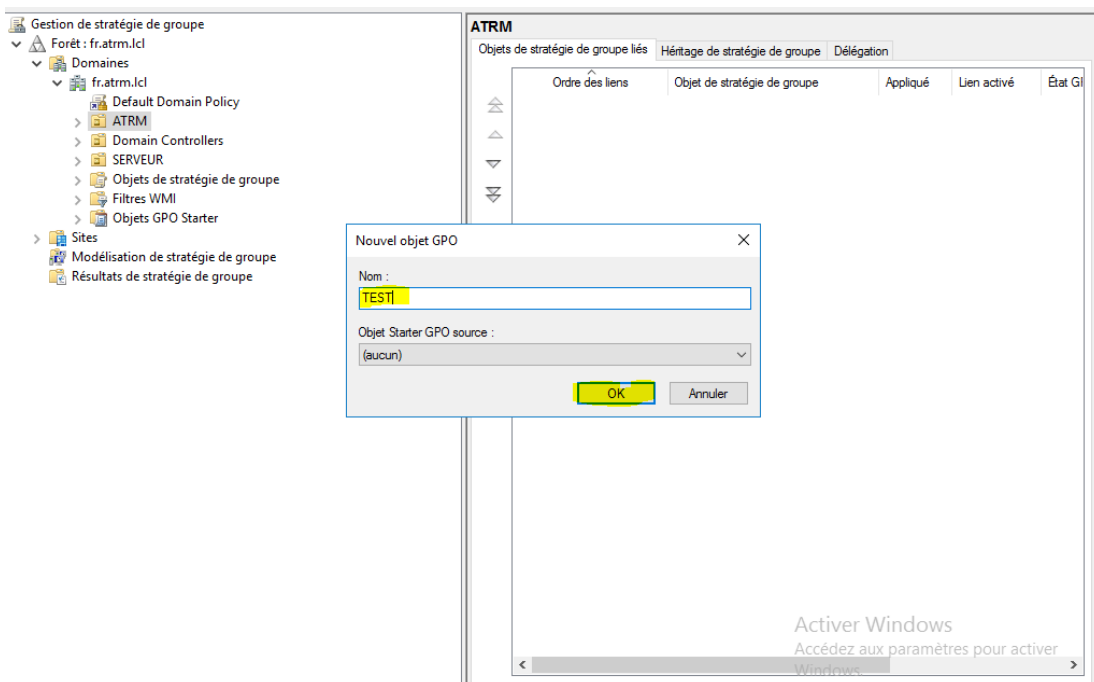 Gestion de stratégie de groupe
Forêt : fr.atrm.lcl
Domaines
fr.atrm.lcl
Default Domain Policy
ATRM
Domain Controllers
SERVEUR
Objets de stratégie de groupe
Filtres WMI
Objets GPO Starter
Sites
Modélisation de stratégie de groupe
Résultats de stratégie de groupe
ATRM
Objets de stratégie de groupe liés Héritage de stratégie de groupe Délégation
Ordre des liens Objet de stratégie de groupe Appliqué Lien activé État GI
Nouvel objet GPO
Nom :
TEST
Objet Starter GPO source :
(aucun)
OK Annuler
Activer Windows
Accédez aux paramètres pour activer
Windows.